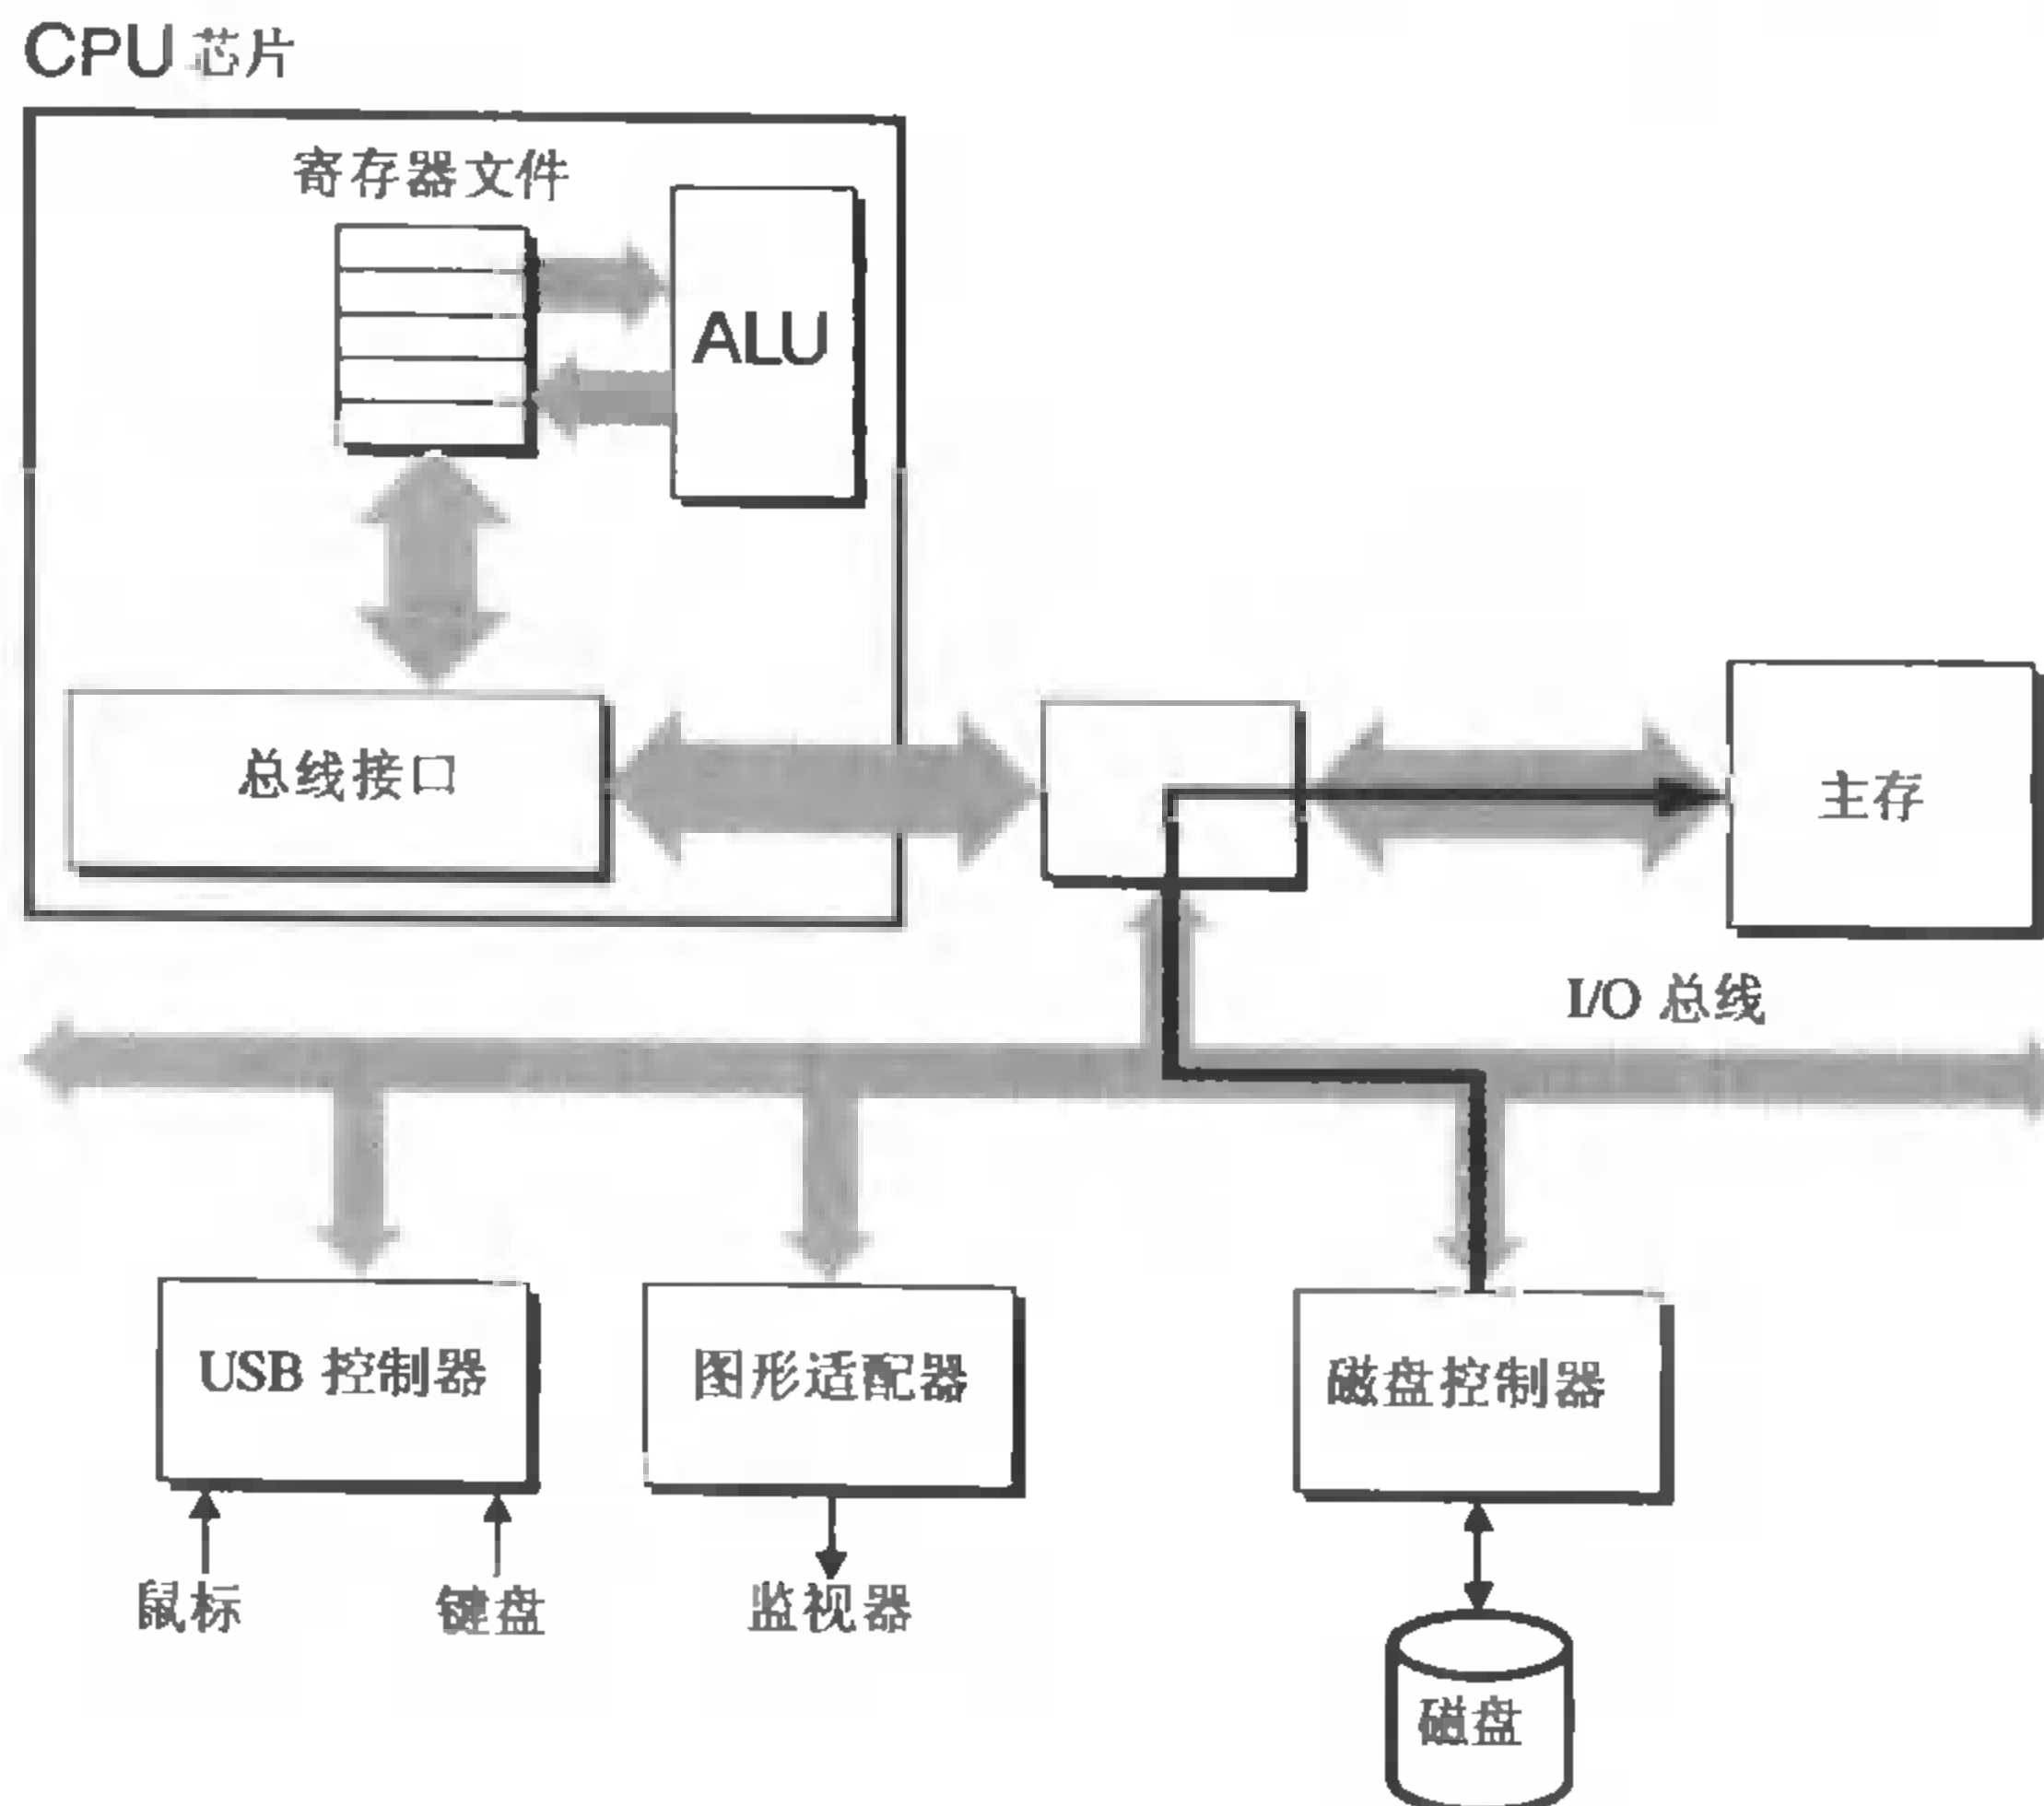 CPU 芯片
寄存器文件
ALU
总线接口
主存
I/O 总线
USB 控制器
图形适配器
磁盘控制器
鼠标
键盘
监视器
磁盘